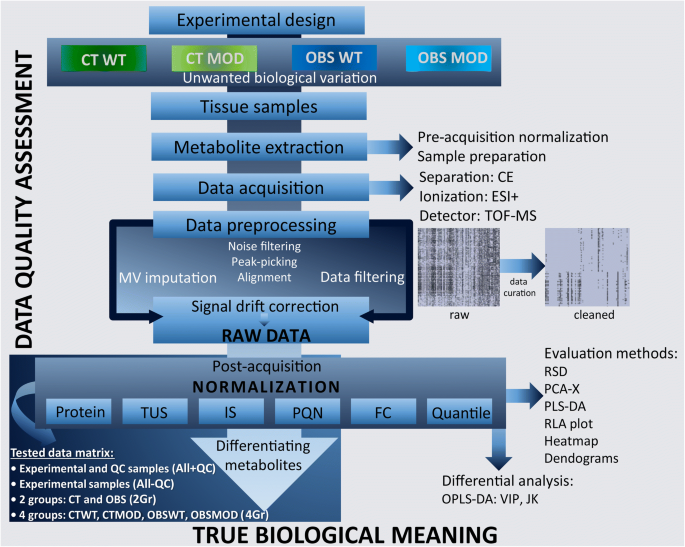 Experimental design
CT WT
CT MOD
OBS WT
OBS MOD
Unwanted biological variation
Tissue samples
Metabolite extraction
Pre-acquisition normalization
Sample preparation
Data acquisition
Separation: CE
Ionization: ESI+
Detector: TOF-MS
Data preprocessing
Noise filtering
Peak-picking
Alignment
MV imputation
Data filtering
Signal drift correction
RAW DATA
raw
data
curation
cleaned
Post-acquisition
NORMALIZATION
Protein
TUS
IS
PQN
FC
Quantile
Evaluation methods:
RSD
PCA-X
PLS-DA
RLA plot
Heatmap
Dendograms
Differentiating
metabolites
Tested data matrix:
• Experimental and QC samples (All+QC)
• Experimental samples (All-QC)
• 2 groups: CT and OBS (2Gr)
• 4 groups: CTWT, CTMOD, OBSWT, OBSMOD (4Gr)
Differential analysis:
OPLS-DA: VIP, JK
DATA QUALITY ASSESSMENT
TRUE BIOLOGICAL MEANING